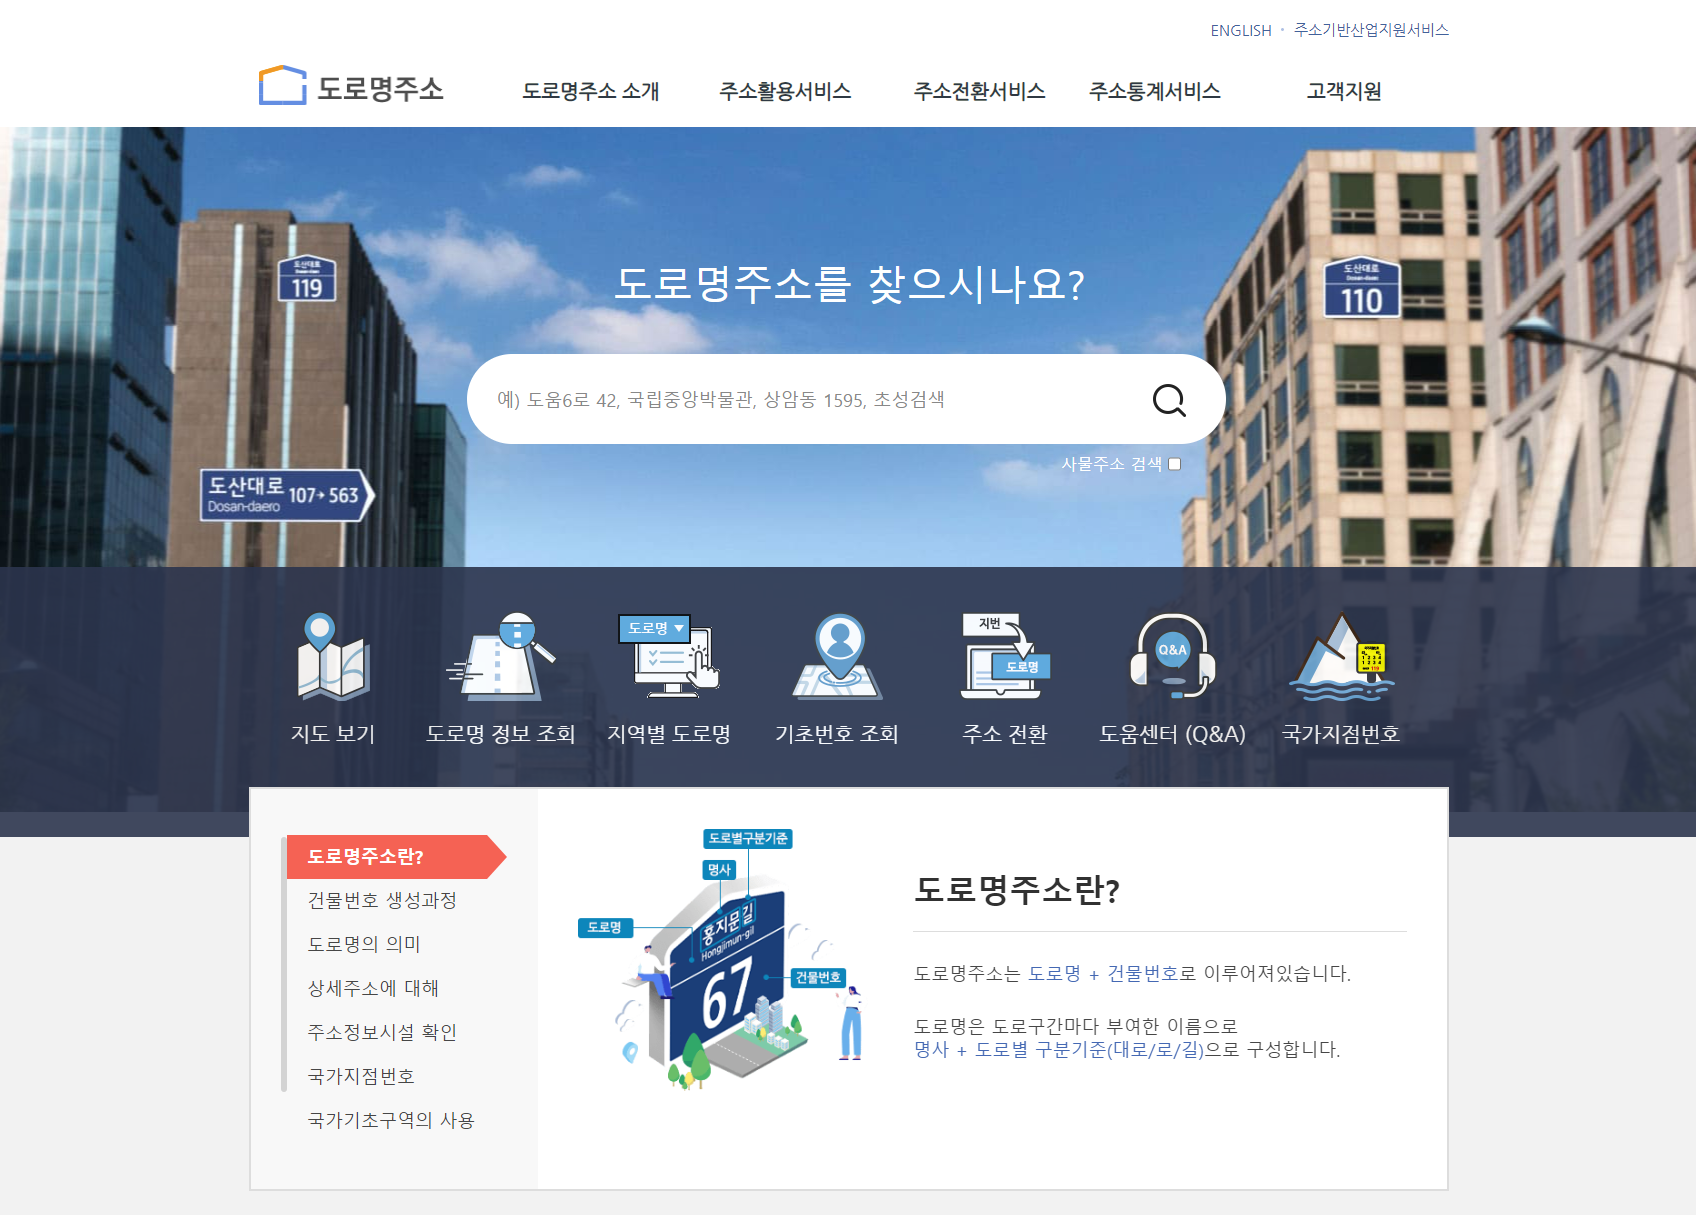 ENGLISH · 주소기반산업지원서비스
도로명주소
도로명주소 소개
주소활용서비스
주소전환서비스
주소통계서비스
고객지원
도로명주소를 찾으시나요?
도산대로
Dosan-daero
119
도산대로
Dosan-daero
110
예) 도움6로 42, 국립중앙박물관, 상암동 1595, 초성검색
사물주소 검색
도산대로 107→563
Dosan-daero
도로명
지번
도로명
Q&A
지도 보기
도로명 정보 조회
지역별 도로명
기초번호 조회
주소 전환
도움센터 (Q&A)
국가지점번호
도로명주소란?
건물번호 생성과정
도로명의 의미
상세주소에 대해
주소정보시설 확인
국가지점번호
국가기초구역의 사용
도로별구분기준
명사
도로명
홍지문길
Hongjimun-gil
67
건물번호
도로명주소란?
도로명주소는 도로명 + 건물번호로 이루어져있습니다.
도로명은 도로구간마다 부여한 이름으로
명사 + 도로별 구분기준(대로/로/길)으로 구성합니다.